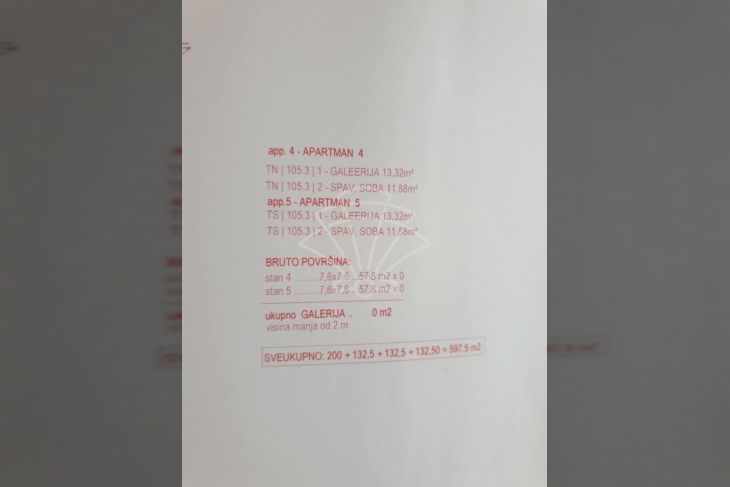 app. 4 - APARTMAN 4
TN | 105.3 | 1 - GALEERIJA 13,32m²
TN | 105.3 | 2 - SPAV. SOBA 11,88m²
app.5 - APARTMAN 5
TS | 105.3 | 1 - GALEERIJA 13,32m²
TS | 105.3 | 2 - SPAV. SOBA 11,88m²
BRUTO POVRŠINA:
stan 4 ..........7,6x7,6 ...57,8 m2 x 0
stan 5 ..........7,6x7,6 ...57,8 m2 x 0
ukupno GALERIJA .. 0 m2
visina manja od 2 m
SVEUKUPNO: 200 + 132,5 + 132,5 + 132,50 = 597,5 m2